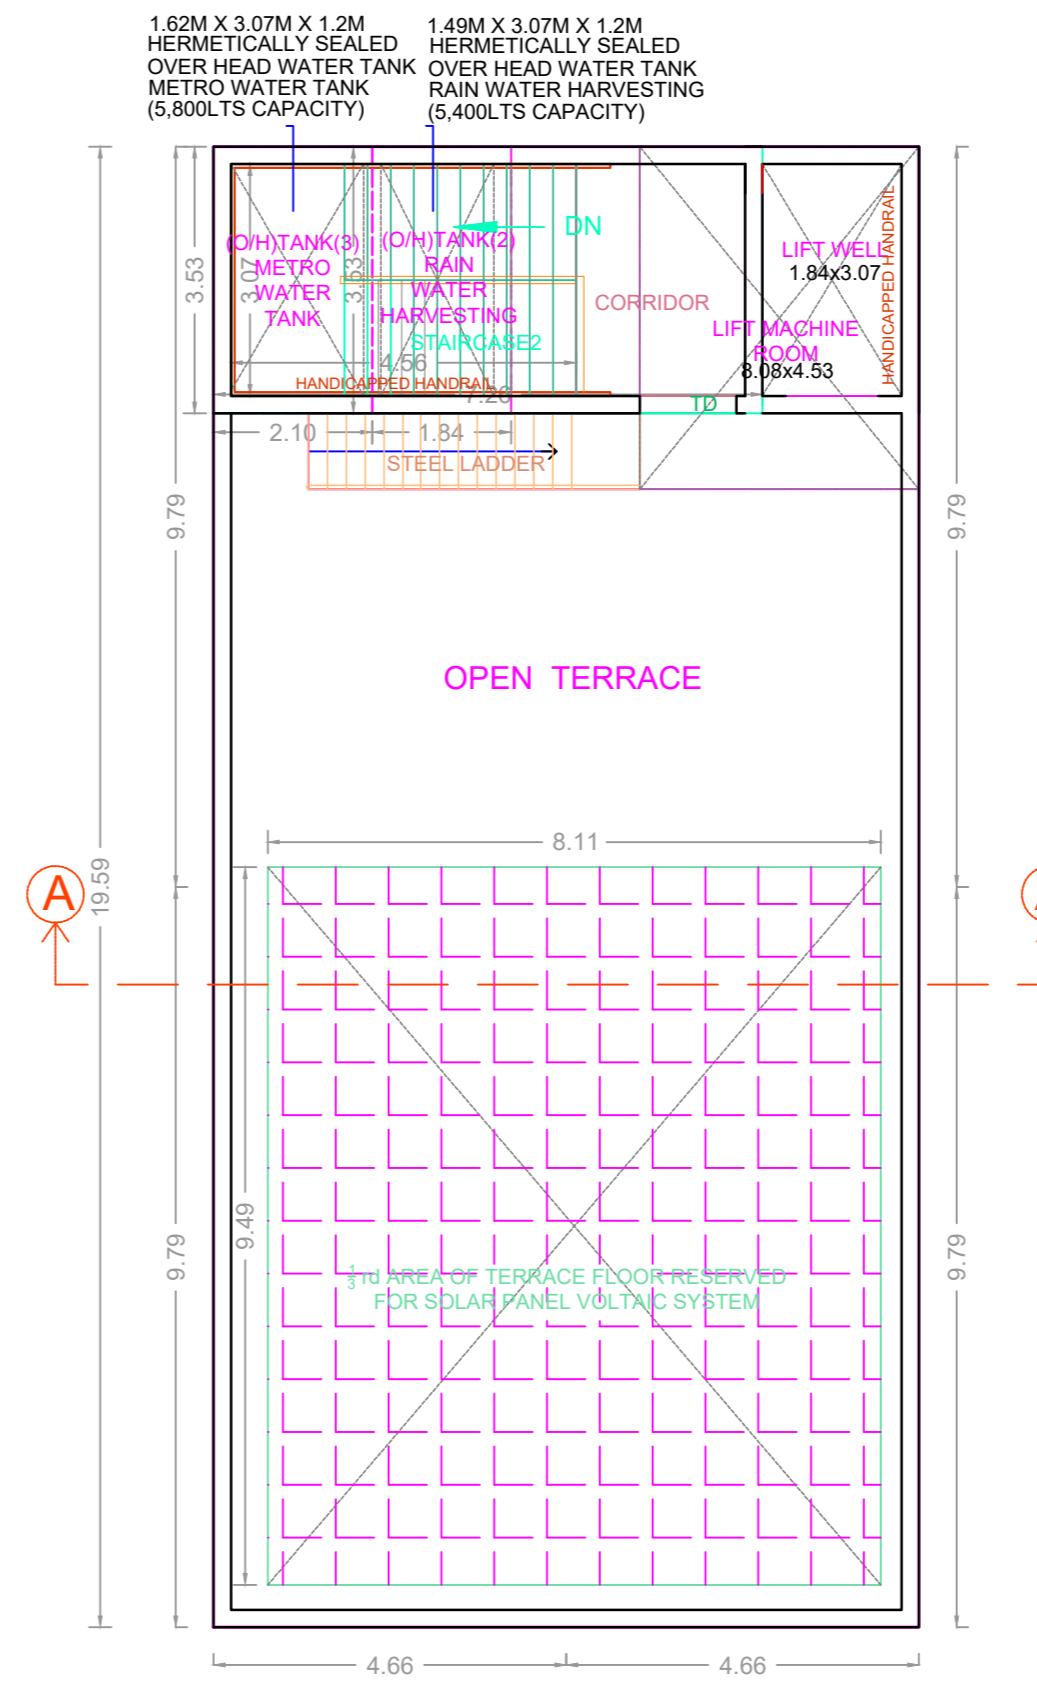 1.62M X 3.07M X 1.2M
HERMETICALLY SEALED
OVER HEAD WATER TANK
METRO WATER TANK
(5,800LTS CAPACITY)
1.49M X 3.07M X 1.2M
HERMETICALLY SEALED
OVER HEAD WATER TANK
RAIN WATER HARVESTING
(5,400LTS CAPACITY)
(O/H)TANK(3)
METRO
WATER
TANK
(O/H)TANK(2)
RAIN
WATER
HARVESTING
STAIRCASE2
DN
CORRIDOR
LIFT WELL
1.84x3.07
LIFT MACHINE
ROOM
8.08x4.53
HANDICAPPED HANDRAIL
HANDICAPPED HANDRAIL
3.53
3.07
3.53
4.56
7.26
TD
2.10
1.84
STEEL LADDER
9.79
9.79
OPEN TERRACE
8.11
19.59
A
A
9.49
9.79
9.79
1/3 rd AREA OF TERRACE FLOOR RESERVED
FOR SOLAR PANEL VOLTAIC SYSTEM
4.66
4.66